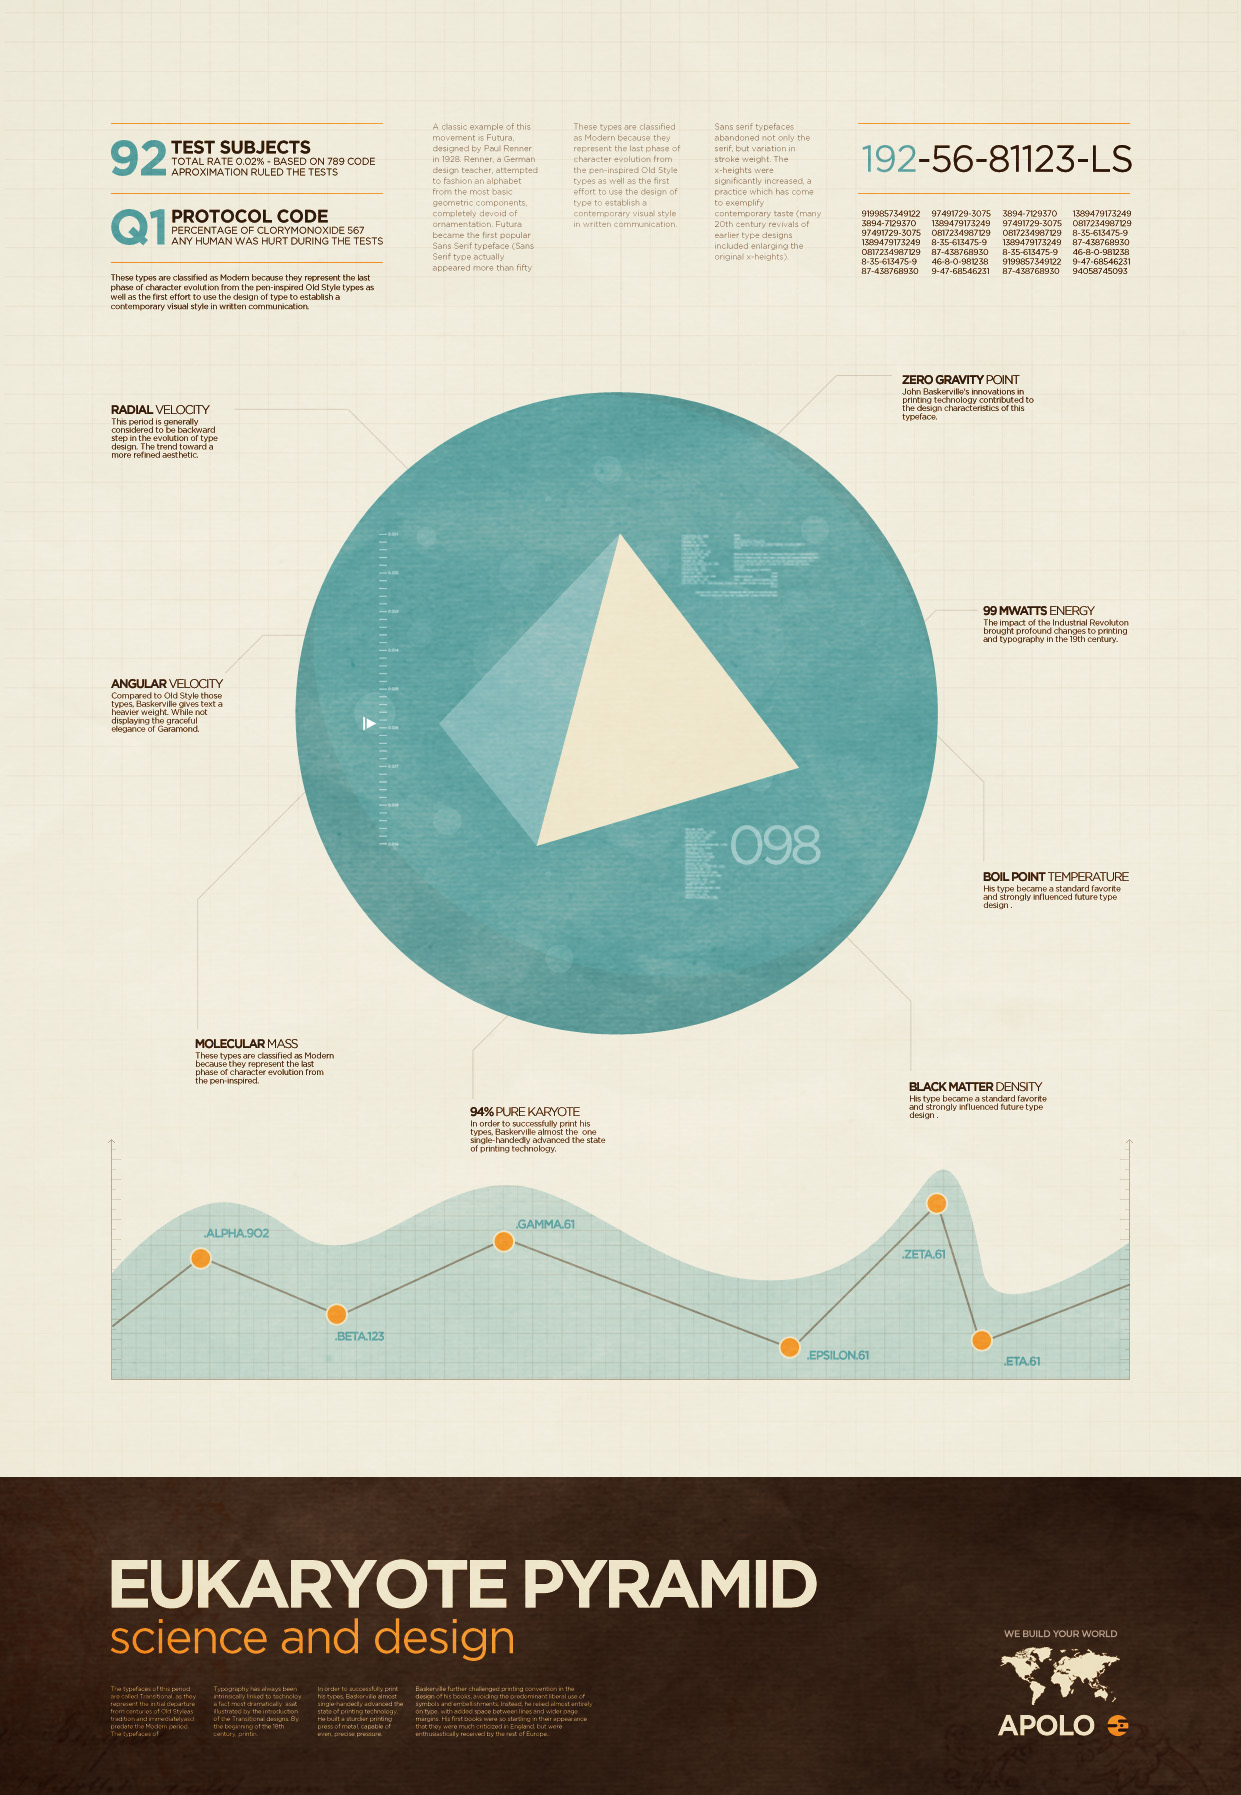 92 TEST SUBJECTS
TOTAL RATE 0.02% - BASED ON 789 CODE
APROXIMATION RULED THE TESTS
Q1 PROTOCOL CODE
PERCENTAGE OF CLORYMONOXIDE 567
ANY HUMAN WAS HURT DURING THE TESTS
These types are classified as Modern because they represent the last
phase of character evolution from the pen-inspired Old Style types as
well as the first effort to use the design of type to establish a
contemporary visual style in written communication.
A classic example of this
movement is Futura,
designed by Paul Renner
in 1928. Renner, a German
design teacher, attempted
to fashion an alphabet
from the most basic
geometric components,
completely devoid of
ornamentation. Futura
became the first popular
Sans Serif typeface (Sans
Serif type actually
appeared more than fifty
These types are classified
as Modern because they
represent the last phase of
character evolution from
the pen-inspired Old Style
types as well as the first
effort to use the design of
type to establish a
contemporary visual style
in written communication.
Sans serif typefaces
abandoned not only the
serif, but variation in
stroke weight. The
x-heights were
significantly increased, a
practice which has come
to exemplify
contemporary taste (many
20th century revivals of
earlier type designs
included enlarging the
original x-heights).
192-56-81123-LS
9199857349122 97491729-3075 3894-7129370 1389479173249
3894-7129370 1389479173249 97491729-3075 0817234987129
97491729-3075 0817234987129 0817234987129 8-35-613475-9
1389479173249 8-35-613475-9 1389479173249 87-438768930
0817234987129 87-438768930 8-35-613475-9 46-8-0-981238
8-35-613475-9 46-8-0-981238 9199857349122 9-47-68546231
87-438768930 9-47-68546231 87-438768930 94058745093
RADIAL VELOCITY
This period is generally
considered to be backward
step in the evolution of type
design. The trend toward a
more refined aesthetic.
ZERO GRAVITY POINT
John Baskerville's innovations in
printing technology contributed to
the design characteristics of this
typeface.
99 MWATTS ENERGY
The impact of the Industrial Revoluton
brought profound changes to printing
and typography in the 19th century.
ANGULAR VELOCITY
Compared to Old Style those
types, Baskerville gives text a
heavier weight. While not
displaying the graceful
elegance of Garamond.
098
BOIL POINT TEMPERATURE
His type became a standard favorite
and strongly influenced future type
design .
MOLECULAR MASS
These types are classified as Modern
because they represent the last
phase of character evolution from
the pen-inspired.
94% PURE KARYOTE
In order to successfully print his
types, Baskerville almost the one
single-handedly advanced the state
of printing technology.
BLACK MATTER DENSITY
His type became a standard favorite
and strongly influenced future type
design .
.ALPHA.902
.BETA.123
.GAMMA.61
.EPSILON.61
.ZETA.61
.ETA.61
EUKARYOTE PYRAMID
science and design
The typefaces of this period
are called Transitional, as they
represent the initial departure
from centuries of Old Styleas
tradition and immediatelyasd
predate the Modern period.
The typefaces of
Typography has always been
intrinsically linked to technoloy
a fact most dramatically asat
illustrated by the introduction
of the Transitional designs. By
the beginning of the 18th
century, printin.
In order to successfully print
his types, Baskerville almost
single-handedly advanced the
state of printing technology.
He built a sturdier printing
press of metal, capable of
even, precise pressure.
Baskerville further challenged printing convention in the
design of his books, avoiding the predominant liberal use of
symbols and embellishments. Instead, he relied almost entirely
on type, with added space between lines and wider page
margins. His first books were so startling in their appearance
that they were much criticized in England, but were
enthusiastically received by the rest of Europe.
WE BUILD YOUR WORLD
APOLO